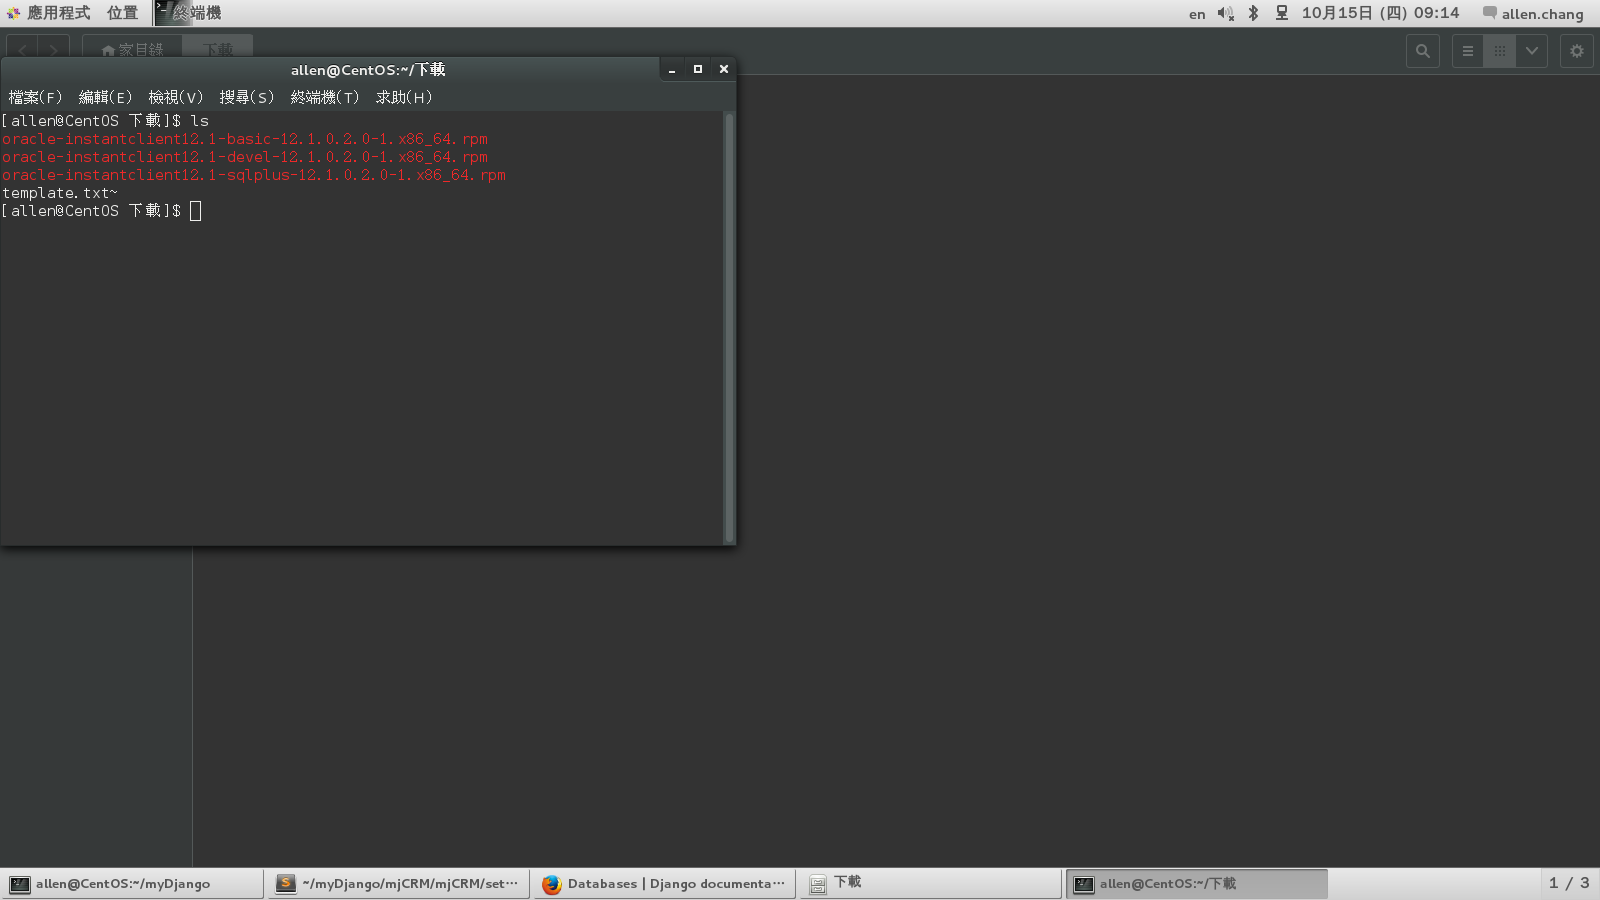 應用程式 位置 終端機 en 10月15日 (四) 09:14 allen.chang
家目錄 下載
allen@CentOS:~/下載
檔案(F) 編輯(E) 檢視(V) 搜尋(S) 終端機(T) 求助(H)
[allen@CentOS 下載]$ ls
oracle-instantclient12.1-basic-12.1.0.2.0-1.x86_64.rpm
oracle-instantclient12.1-devel-12.1.0.2.0-1.x86_64.rpm
oracle-instantclient12.1-sqlplus-12.1.0.2.0-1.x86_64.rpm
template.txt~
[allen@CentOS 下載]$
allen@CentOS:~/myDjango ~/myDjango/mjCRM/mjCRM/set··· Databases | Django documenta··· 下載 allen@CentOS:~/下載 1 / 3